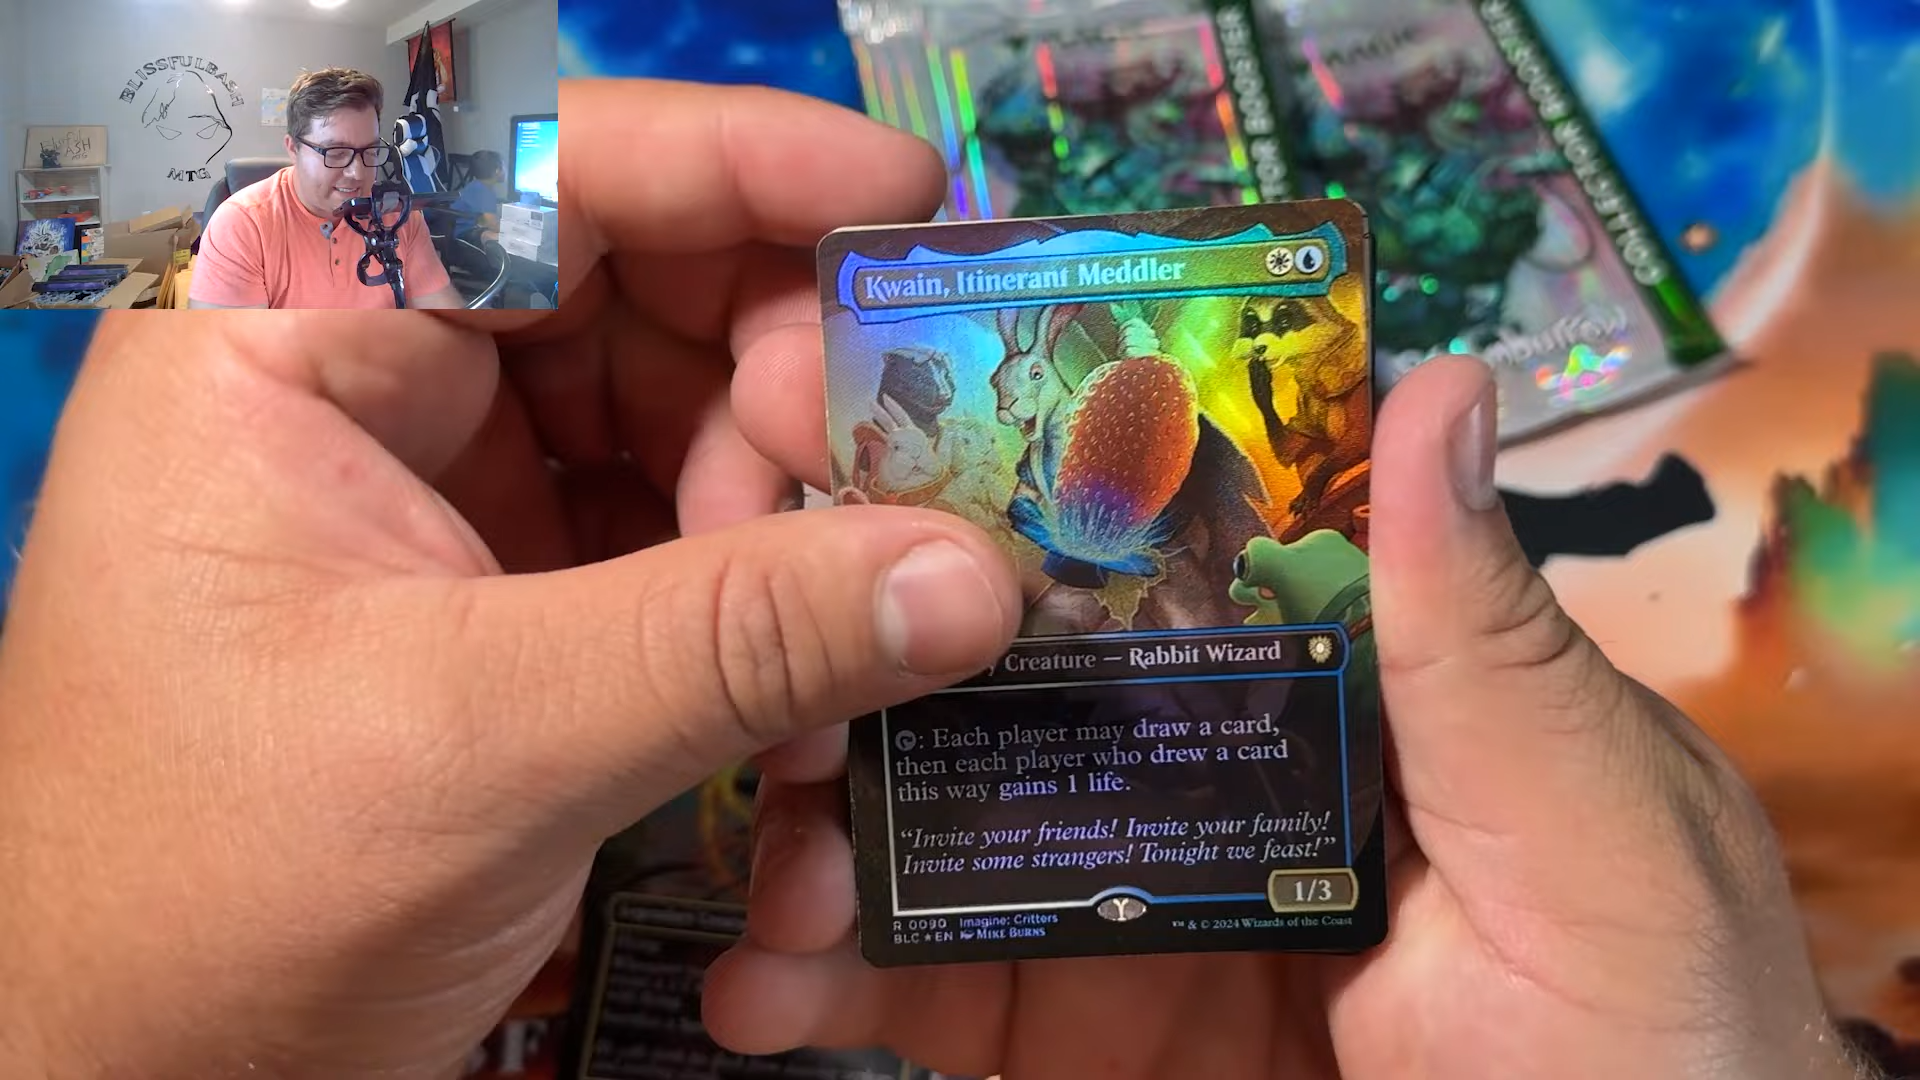 BLISSFULBASH
MTG
COLLECTOR BOOSTER
Kwain, Itinerant Meddler
Creature — Rabbit Wizard
: Each player may draw a card,
then each player who drew a card
this way gains 1 life.
“Invite your friends! Invite your family!
Invite some strangers! Tonight we feast!”
1/3
R 0090 Imagine: Critters
BLC ★ EN MIKE BURNS
™ & © 2024 Wizards of the Coast